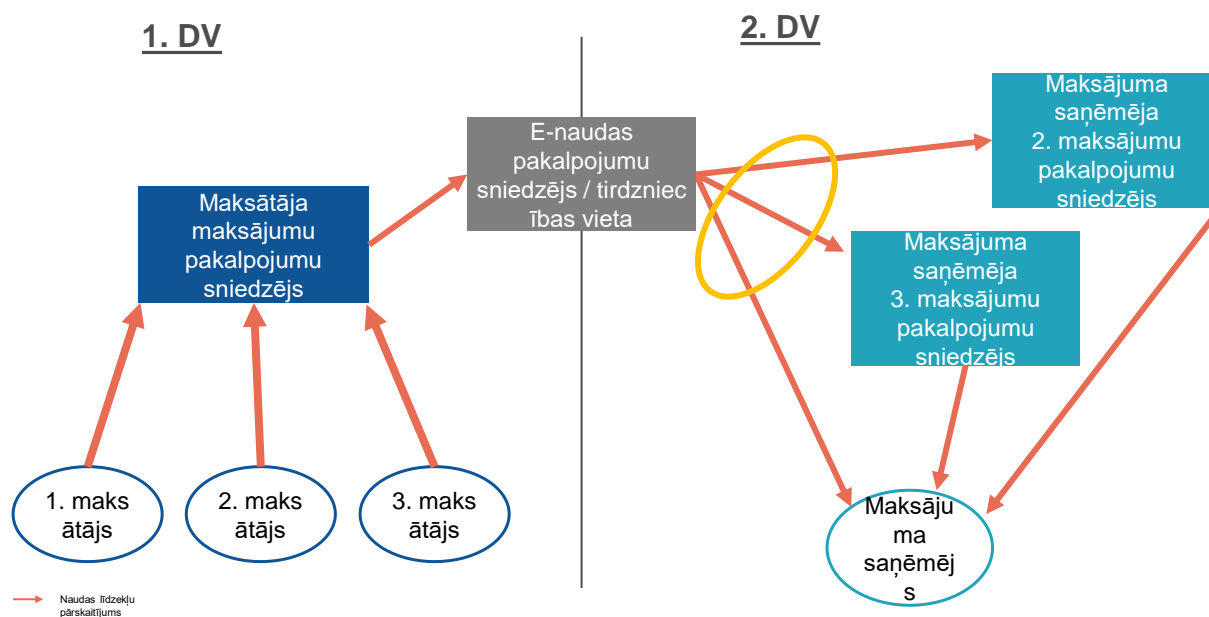 1. DV
2. DV
E-naudas
pakalpojumu
sniedzējs / tirdzniec
ības vieta
Maksātāja
maksājumu
pakalpojumu
sniedzējs
Maksājuma
saņēmēja
2. maksājumu
pakalpojumu
sniedzējs
Maksājuma
saņēmēja
3. maksājumu
pakalpojumu
sniedzējs
1. maks
ātājs
2. maks
ātājs
3. maks
ātājs
Maksāju
ma
saņēmēj
s
Naudas līdzekļu
pārskaitījums